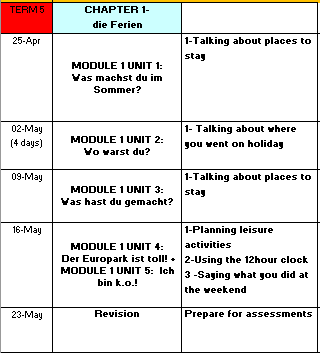 TERM 5
CHAPTER 1-
die Ferien
25-Apr
MODULE 1 UNIT 1:
Was machst du im
Sommer?
1-Talking about places to
stay
02-May
(4 days)
MODULE 1 UNIT 2:
Wo warst du?
1- Talking about where
you went on holiday
09-May
MODULE 1 UNIT 3:
Was hast du gemacht?
1-Talking about places to
stay
16-May
MODULE 1 UNIT 4:
Der Europark ist toll! +
MODULE 1 UNIT 5: Ich
bin k.o.!
1-Planning leisure
activities
2-Using the 12hour clock
3 -Saying what you did at
the weekend
23-May
Revision
Prepare for assessments